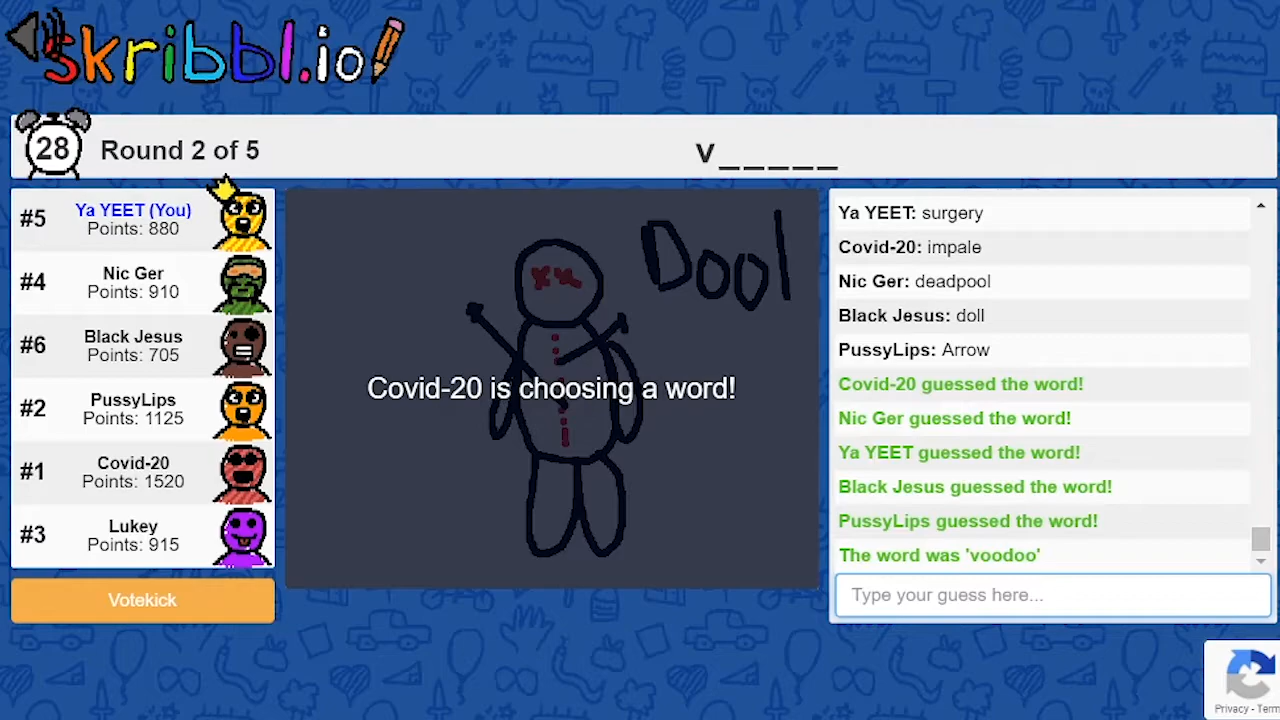 skribbl.io
28
Round 2 of 5
v_____
#5
Ya YEET (You)
Points: 880
#4
Nic Ger
Points: 910
#6
Black Jesus
Points: 705
#2
PussyLips
Points: 1125
#1
Covid-20
Points: 1520
#3
Lukey
Points: 915
Votekick
Dool
Covid-20 is choosing a word!
Ya YEET: surgery
Covid-20: impale
Nic Ger: deadpool
Black Jesus: doll
PussyLips: Arrow
Covid-20 guessed the word!
Nic Ger guessed the word!
Ya YEET guessed the word!
Black Jesus guessed the word!
PussyLips guessed the word!
The word was 'voodoo'
Type your guess here...
Privacy - Term